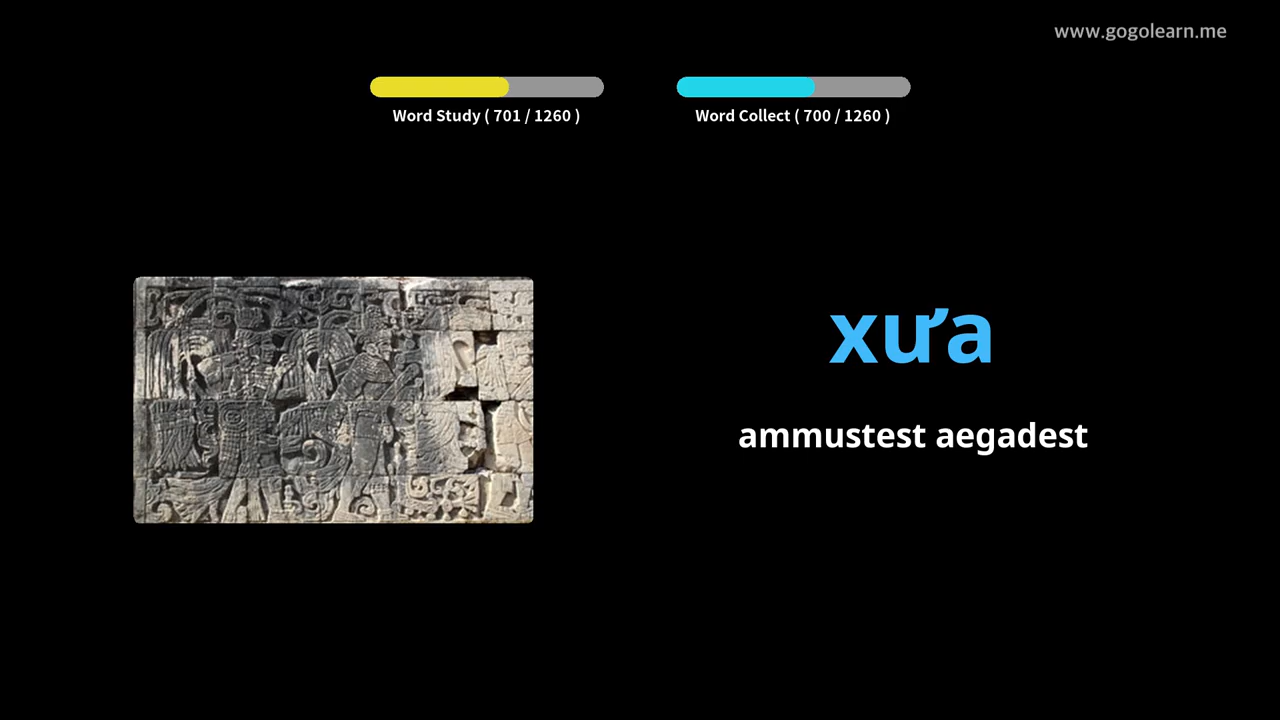 www.gogolearn.me
Word Study ( 701 / 1260 )
Word Collect ( 700 / 1260 )
xưa
ammustest aegadest